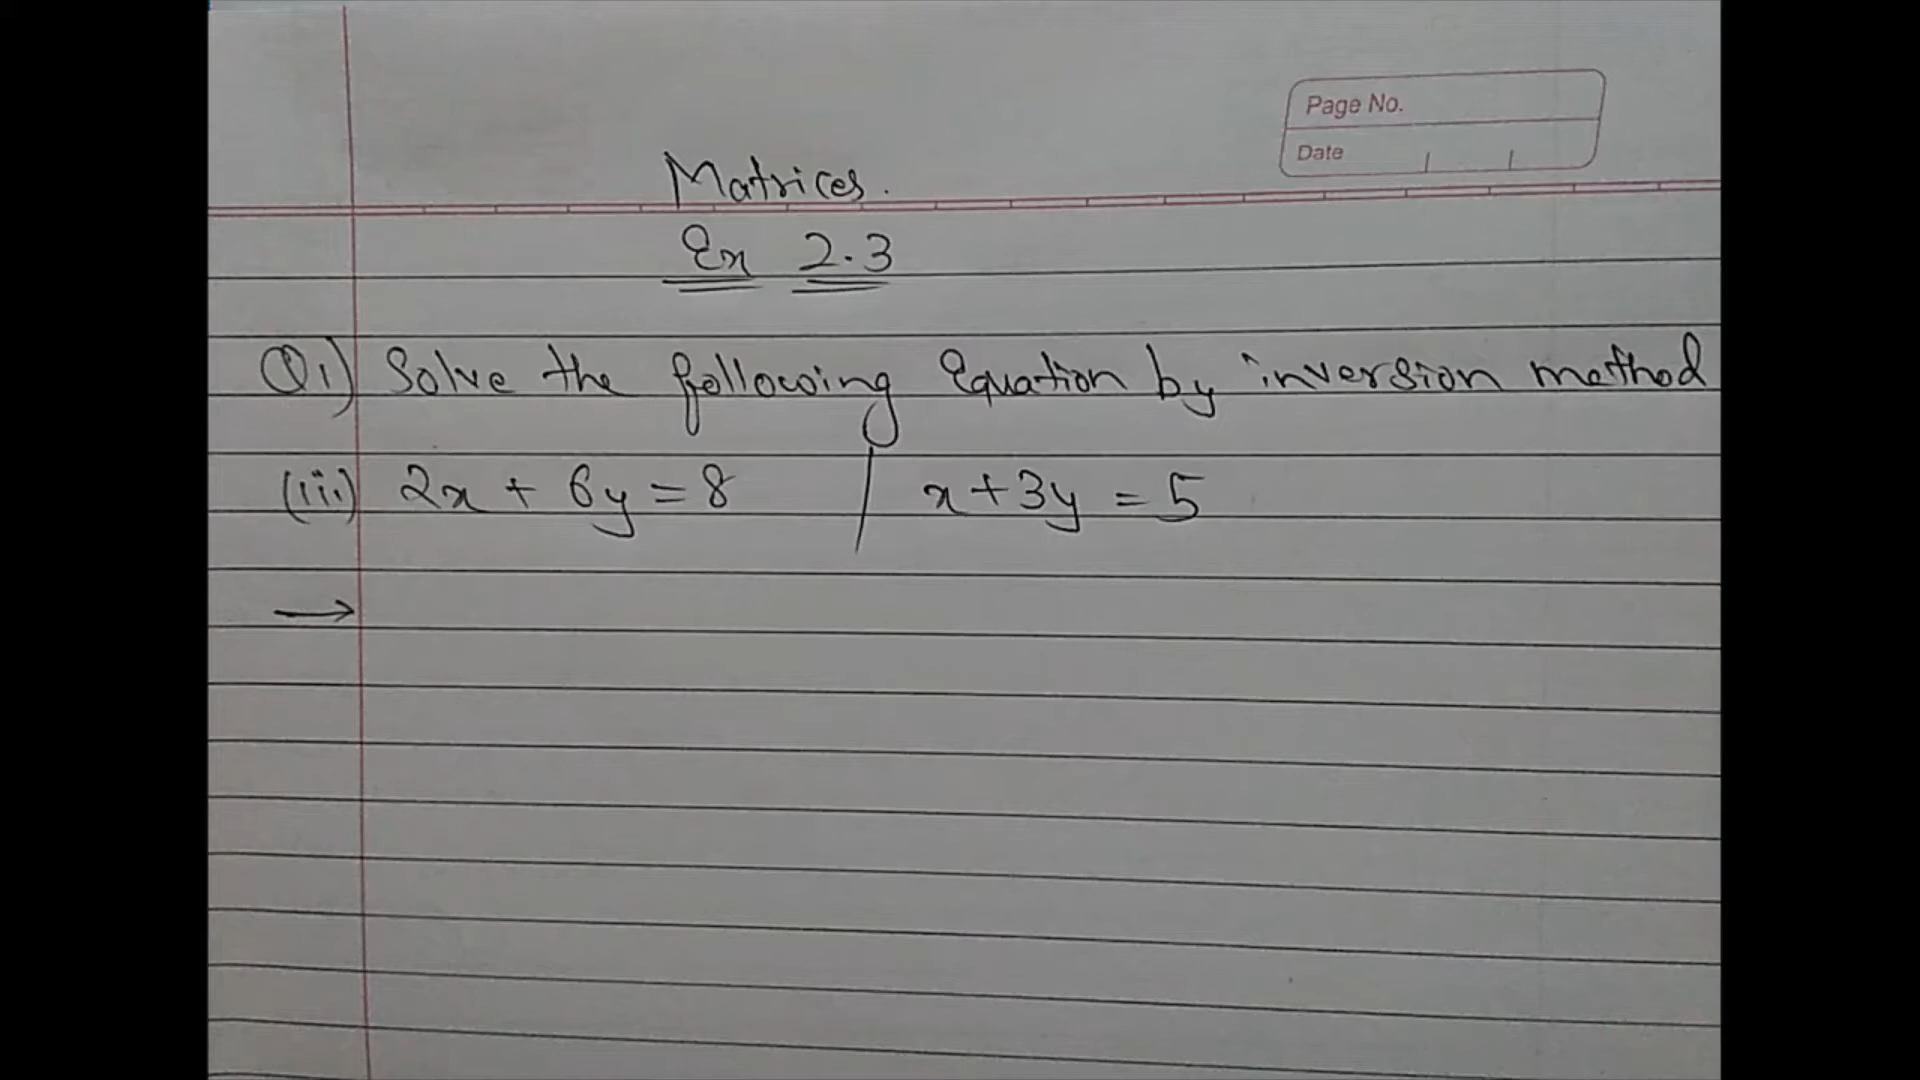 Page No.
Date
Matrices.
Ex 2.3
Q1) Solve the following Equation by inversion method
(iii) 2x + 6y = 8 / x + 3y = 5
→